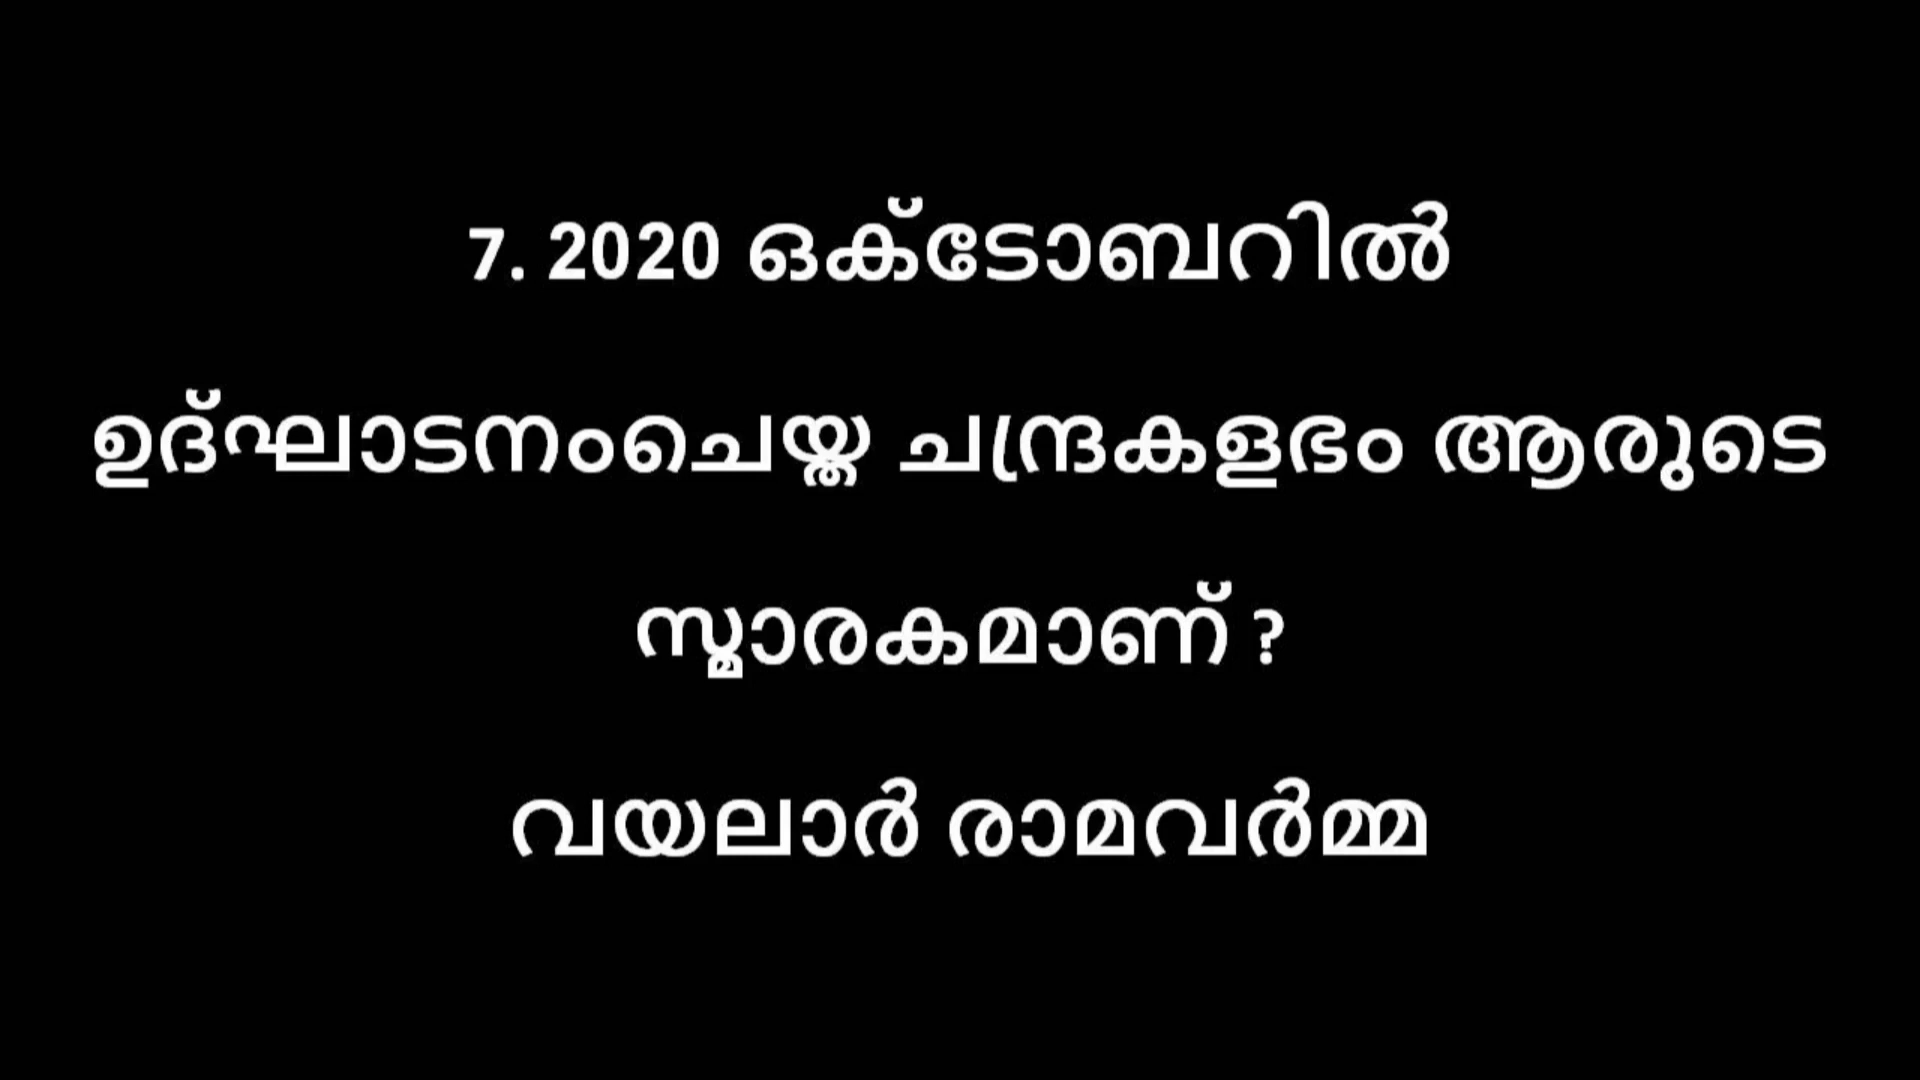 7. 2020 ഒക്ടോബറിൽ
ഉദ്ഘാടനംചെയ്ത ചന്ദ്രകളഭം ആരുടെ
സ്മാരകമാണ് ?
വയലാർ രാമവർമ്മ